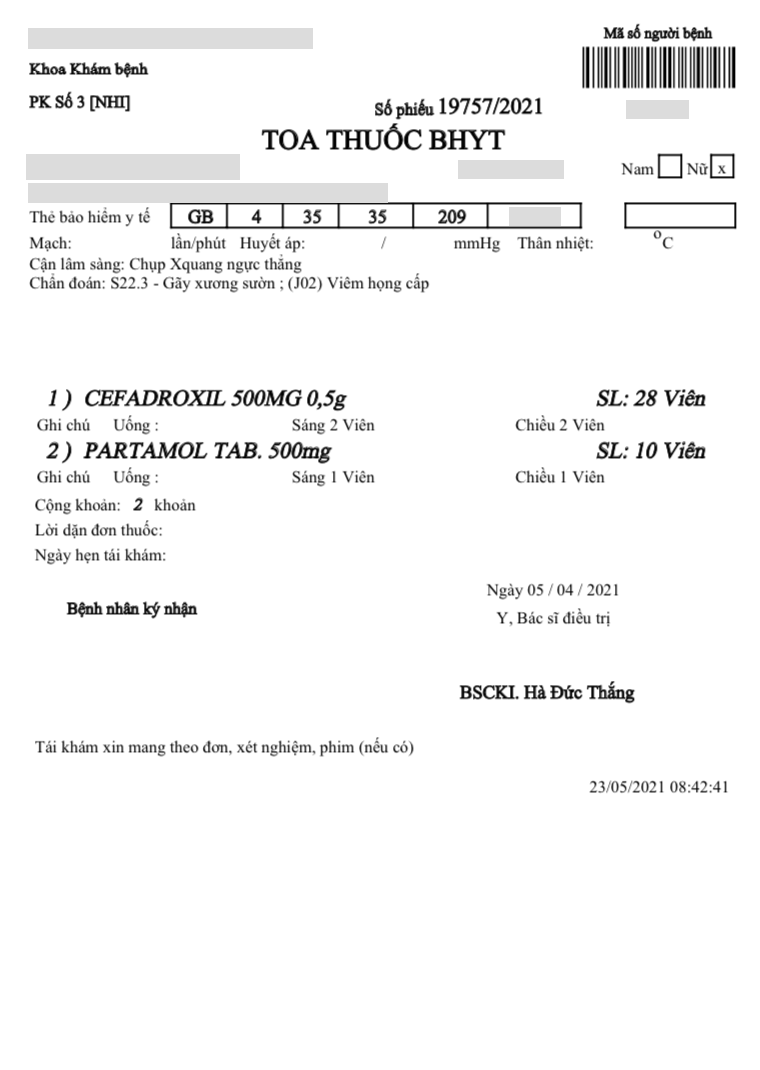 Mã số người bệnh
Khoa Khám bệnh
PK Số 3 [NHI]
Số phiếu 19757/2021
TOA THUỐC BHYT
Nam Nữ x
Thẻ bảo hiểm y tế GB 4 35 35 209
Mạch: lần/phút Huyết áp: / mmHg Thân nhiệt: °C
Cận lâm sàng: Chụp Xquang ngực thẳng
Chẩn đoán: S22.3 - Gãy xương sườn ; (J02) Viêm họng cấp
1 ) CEFADROXIL 500MG 0,5g SL: 28 Viên
Ghi chú Uống : Sáng 2 Viên Chiều 2 Viên
2 ) PARTAMOL TAB. 500mg SL: 10 Viên
Ghi chú Uống : Sáng 1 Viên Chiều 1 Viên
Cộng khoản: 2 khoản
Lời dặn đơn thuốc:
Ngày hẹn tái khám:
Ngày 05 / 04 / 2021
Bệnh nhân ký nhận
Y, Bác sĩ điều trị
BSCKI. Hà Đức Thắng
Tái khám xin mang theo đơn, xét nghiệm, phim (nếu có)
23/05/2021 08:42:41